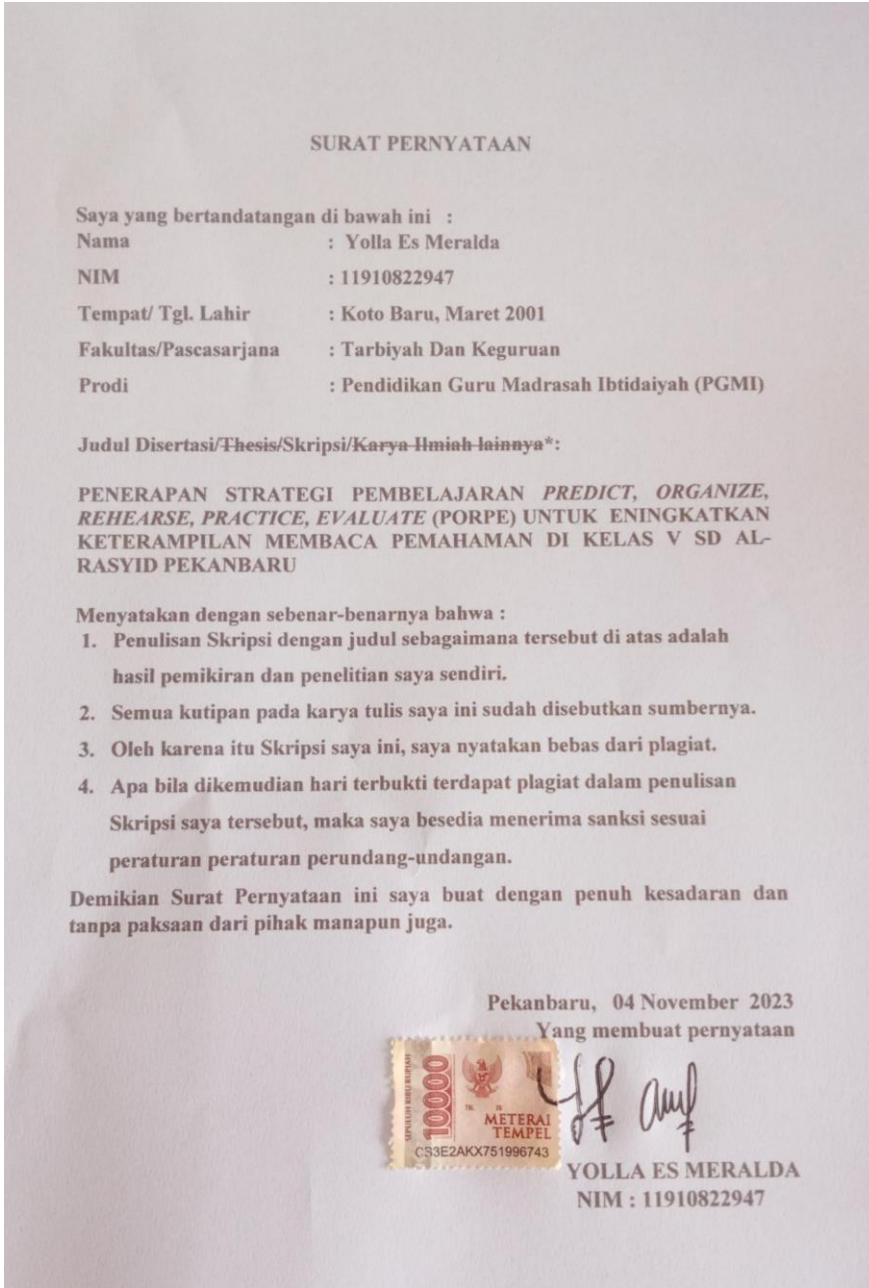 SURAT PERNYATAAN
Saya yang bertandatangan di bawah ini :
Nama : Yolla Es Meralda
NIM : 11910822947
Tempat/ Tgl. Lahir : Koto Baru, Maret 2001
Fakultas/Pascasarjana : Tarbiyah Dan Keguruan
Prodi : Pendidikan Guru Madrasah Ibtidaiyah (PGMI)
Judul Disertasi/Thesis/Skripsi/Karya Ilmiah lainnya*:
PENERAPAN STRATEGI PEMBELAJARAN PREDICT, ORGANIZE,
REHEARSE, PRACTICE, EVALUATE (PORPE) UNTUK ENINGKATKAN
KETERAMPILAN MEMBACA PEMAHAMAN DI KELAS V SD AL-
RASYID PEKANBARU
Menyatakan dengan sebenar-benarnya bahwa :
1. Penulisan Skripsi dengan judul sebagaimana tersebut di atas adalah
hasil pemikiran dan penelitian saya sendiri.
2. Semua kutipan pada karya tulis saya ini sudah disebutkan sumbernya.
3. Oleh karena itu Skripsi saya ini, saya nyatakan bebas dari plagiat.
4. Apa bila dikemudian hari terbukti terdapat plagiat dalam penulisan
Skripsi saya tersebut, maka saya besedia menerima sanksi sesuai
peraturan peraturan perundang-undangan.
Demikian Surat Pernyataan ini saya buat dengan penuh kesadaran dan
tanpa paksaan dari pihak manapun juga.
Pekanbaru, 04 November 2023
Yang membuat pernyataan
SEPULUH RIBU RUPIAH
10000
TGL. 20
METERAI
TEMPEL
C83E2AKX751996743
YOLLA ES MERALDA
NIM : 11910822947